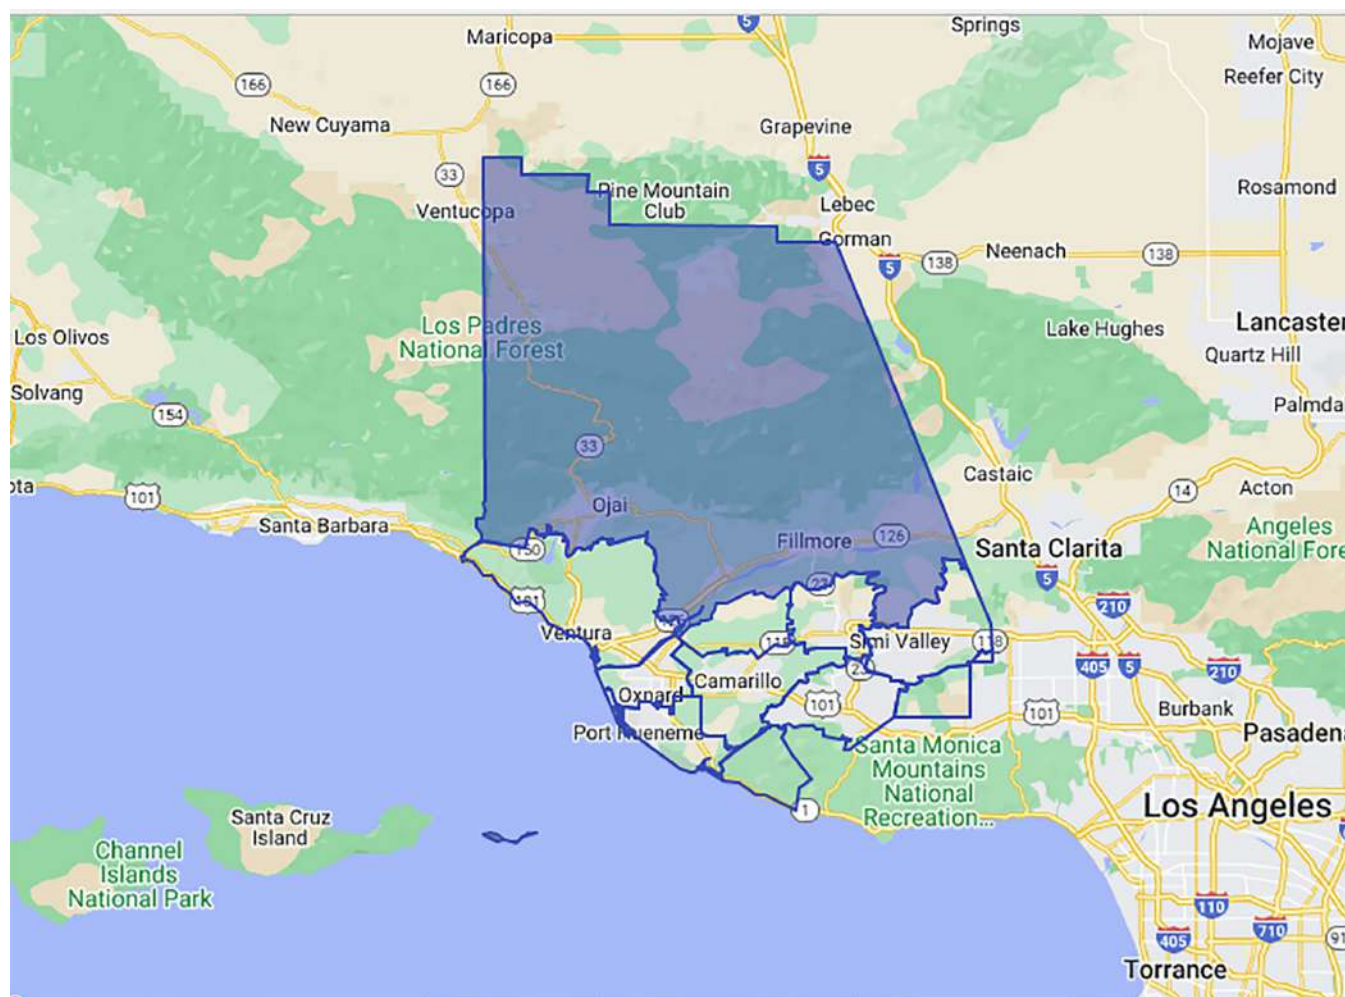 Springs
5
Maricopa
Mojave
Reefer City
166
166
New Cuyama
Grapevine
5
33
Pine Mountain
Club
Rosamond
Lebec
Ventucopa
Gorman
Neenach
138
138
5
Los Padres
National Forest
Lake Hughes
Lancaster
Los Olivos
Quartz Hill
Solvang
154
Palmda
33
Castaic
ota
101
14
Acton
Ojai
Santa Barbara
Fillmore
126
Angeles
National Fore
150
Santa Clarita
5
23
101
210
126
Ventura
118
Simi Valley
118
405
5
210
23
Camarillo
Oxnard
101
101
Burbank
Port Hueneme
Pasadena
Santa Monica
Mountains
National
Recreation...
1
Los Angeles
Santa Cruz
Island
Channel
Islands
National Park
110
405
710
91
Torrance